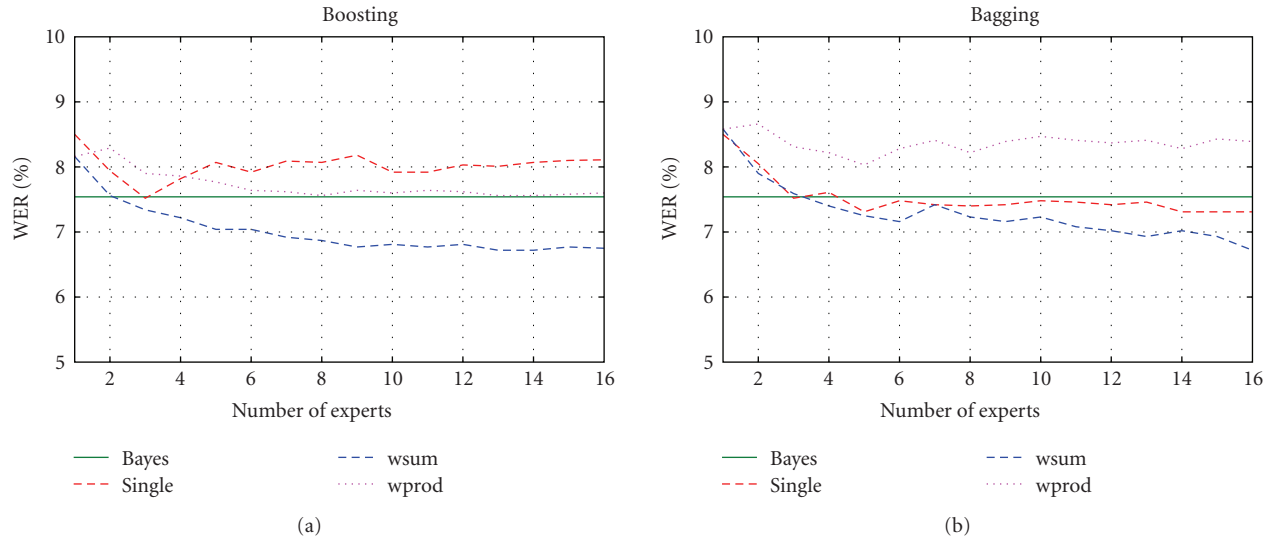 Boosting
10
9
8
7
6
5
WER (%)
2 4 6 8 10 12 14 16
Number of experts
Bayes
Single
wsum
wprod
(a)
Bagging
10
9
8
7
6
5
WER (%)
2 4 6 8 10 12 14 16
Number of experts
Bayes
Single
wsum
wprod
(b)